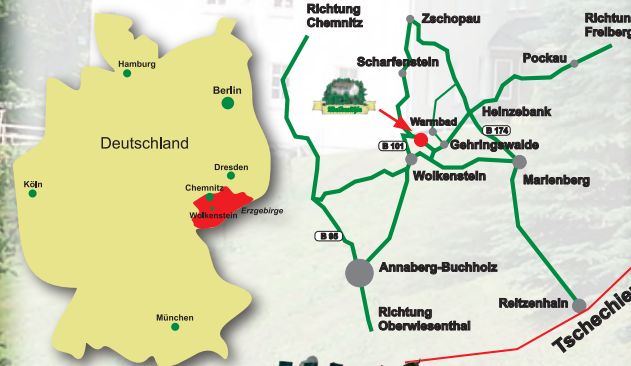 Hamburg
Berlin
Deutschland
Dresden
Köln
Chemnitz
Wolkenstein
Erzgebirge
München
Richtung
Chemnitz
Zschopau
Richtun
Freiberg
Scharfenstein
Pockau
Heinzebank
Warmbad
B 174
B 101
Gehringswalde
Wolkenstein
Marienberg
B 95
Annaberg-Buchholz
Reitzenhain
Richtung
Oberwiesenthal
Tschechien